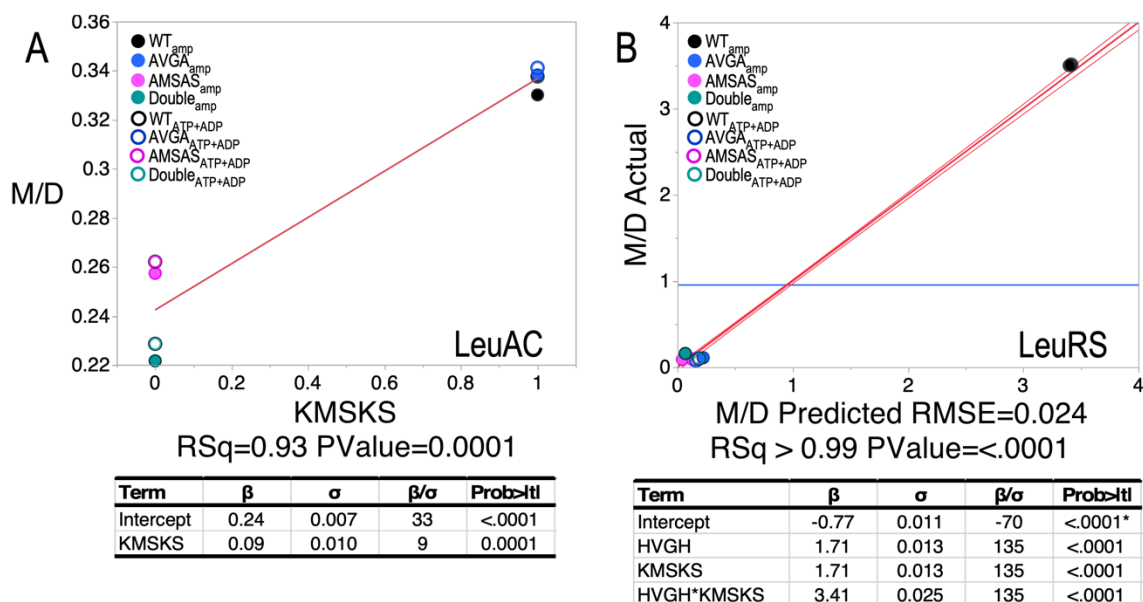 A
WTamp
AVGAamp
AMSASamp
Doubleamp
WTATP+ADP
AVGAATP+ADP
AMSASATP+ADP
DoubleATP+ADP
0.36
0.34
0.32
0.3
0.28
0.26
0.24
0.22
M/D
LeuAC
0 0.2 0.4 0.6 0.8 1
KMSKS
RSq=0.93 PValue=0.0001
Term β σ β/σ Prob>ltl
Intercept 0.24 0.007 33 <.0001
KMSKS 0.09 0.010 9 0.0001
B
WTamp
AVGAamp
AMSASamp
Doubleamp
WTATP+ADP
AVGAATP+ADP
AMSASATP+ADP
DoubleATP+ADP
4
3
2
1
0
M/D Actual
LeuRS
0 1 2 3 4
M/D Predicted RMSE=0.024
RSq > 0.99 PValue=<.0001
Term β σ β/σ Prob>ltl
Intercept -0.77 0.011 -70 <.0001*
HVGH 1.71 0.013 135 <.0001
KMSKS 1.71 0.013 135 <.0001
HVGH*KMSKS 3.41 0.025 135 <.0001